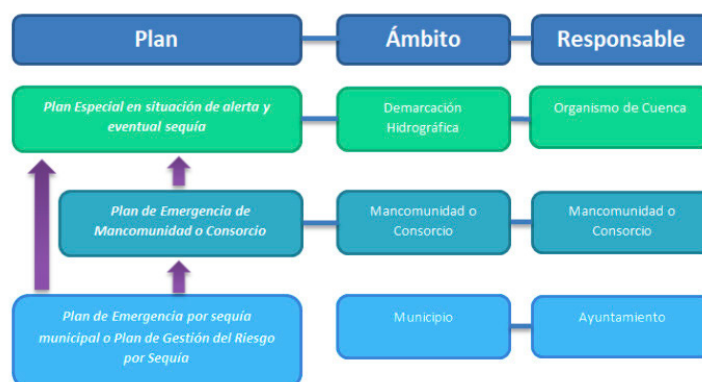 Plan
Ámbito
Responsable
Plan Especial en situación de alerta y
eventual sequía
Demarcación
Hidrográfica
Organismo de Cuenca
Plan de Emergencia de
Mancomunidad o Consorcio
Mancomunidad o
Consorcio
Mancomunidad o
Consorcio
Plan de Emergencia por sequía
municipal o Plan de Gestión del Riesgo
por Sequía
Municipio
Ayuntamiento